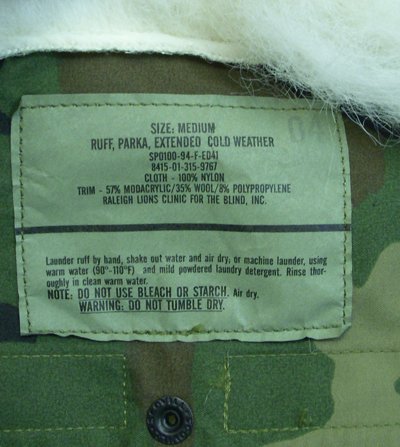 SIZE: MEDIUM
RUFF, PARKA, EXTENDED COLD WEATHER
SPO100-94-F-EO41
8415-01-315-9767
CLOTH - 100% NYLON
TRIM - 57% MODACRYLIC/35% WOOL/8% POLYPROPYLENE
RALEIGH LIONS CLINIC FOR THE BLIND, INC.
Launder ruff by hand, shake out water and air dry, or machine launder, using
warm water (90°-110°F) and mild powdered laundry detergent. Rinse thor-
oughly in clean warm water.
NOTE: DO NOT USE BLEACH OR STARCH. Air dry.
WARNING: DO NOT TUMBLE DRY.